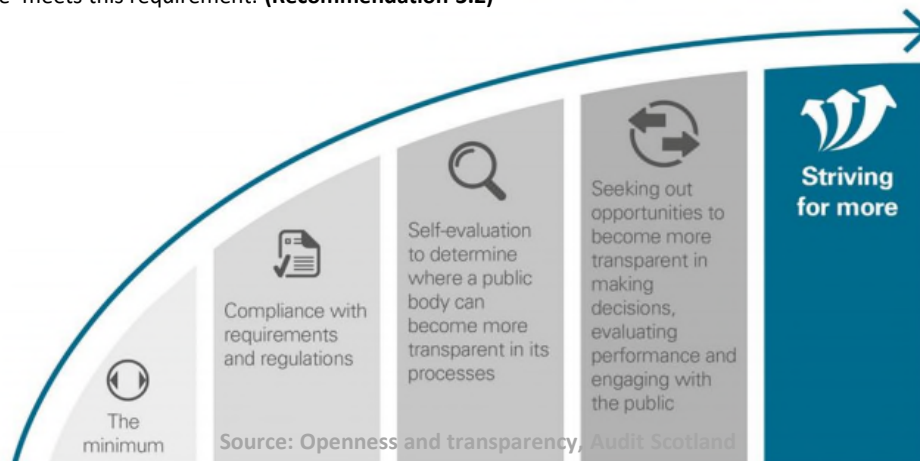 meets this requirement. (Recommendation 3.2)
The
minimum
Compliance with
requirements
and regulations
Self-evaluation
to determine
where a public
body can
become more
transparent in its
processes
Seeking out
opportunities to
become more
transparent in
making
decisions,
evaluating
performance and
engaging with
the public
Striving
for more
Source: Openness and transparency, Audit Scotland